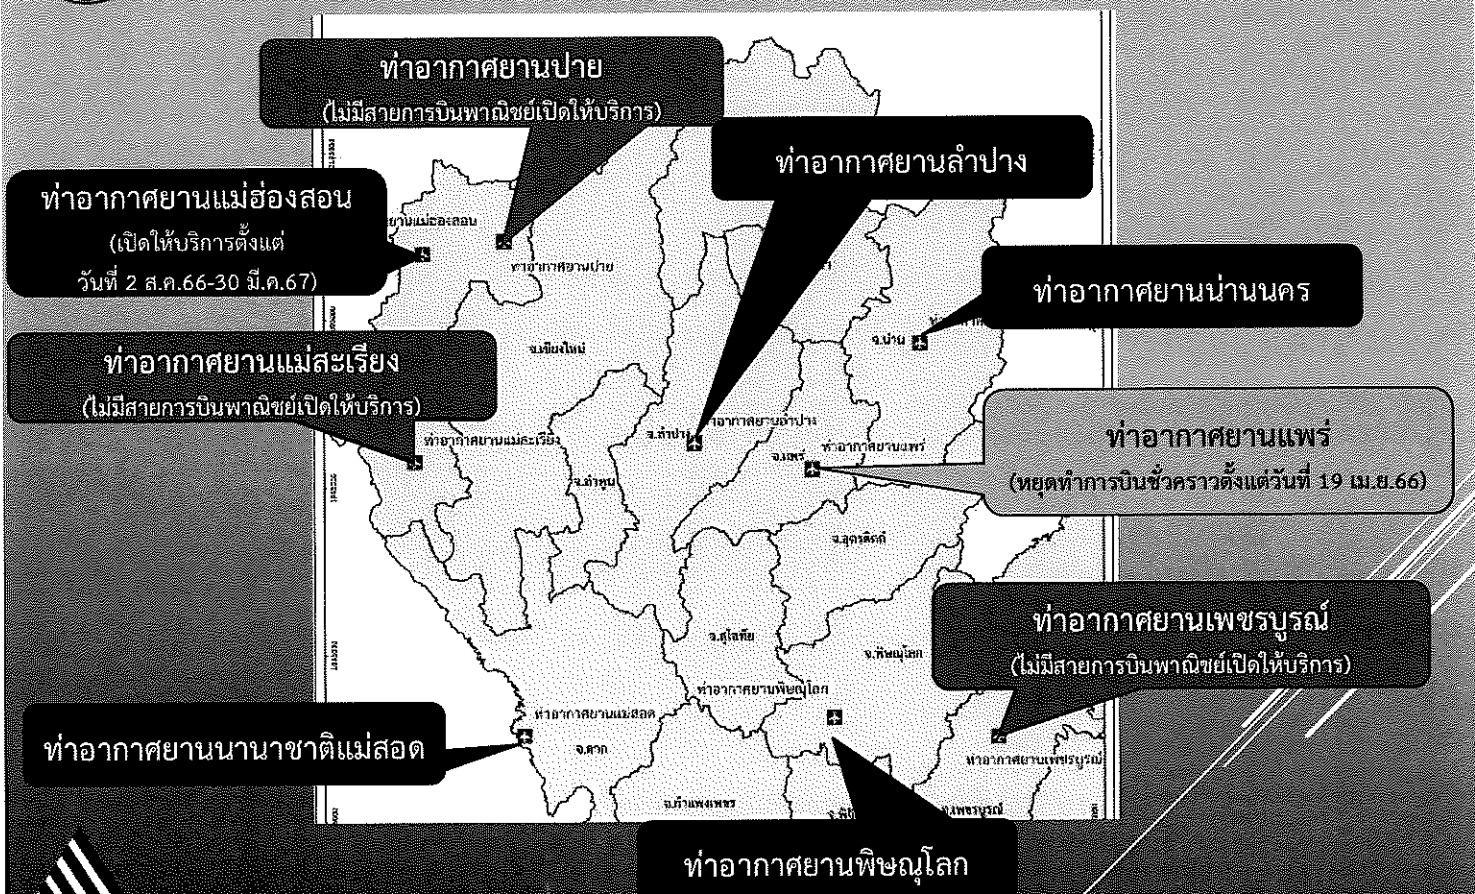 ท่าอากาศยานปาย
(ไม่มีสายการบินพาณิชย์เปิดให้บริการ)
ท่าอากาศยานลำปาง
ท่าอากาศยานแม่ฮ่องสอน
(เปิดให้บริการตั้งแต่
วันที่ 2 ส.ค.66-30 มี.ค.67)
ท่าอากาศยานปาย
ท่าอากาศยานน่านนคร
จ.น่าน
ท่าอากาศยานแม่สะเรียง
(ไม่มีสายการบินพาณิชย์เปิดให้บริการ)
จ.เชียงใหม่
ท่าอากาศยานแม่สะเรียง
จ.ลำปาง
ท่าอากาศยานลำปาง
จ.แพร่
ท่าอากาศยานแพร่
ท่าอากาศยานแพร่
(หยุดทำการบินชั่วคราวตั้งแต่วันที่ 19 เม.ย.66)
จ.ลำพูน
จ.อุตรดิตถ์
จ.สุโขทัย
จ.พิษณุโลก
ท่าอากาศยานเพชรบูรณ์
(ไม่มีสายการบินพาณิชย์เปิดให้บริการ)
ท่าอากาศยานพิษณุโลก
ท่าอากาศยานแม่สอด
จ.ตาก
ท่าอากาศยานนานาชาติแม่สอด
ท่าอากาศยานเพชรบูรณ์
จ.กำแพงเพชร
จ.เพชรบูรณ์
ท่าอากาศยานพิษณุโลก